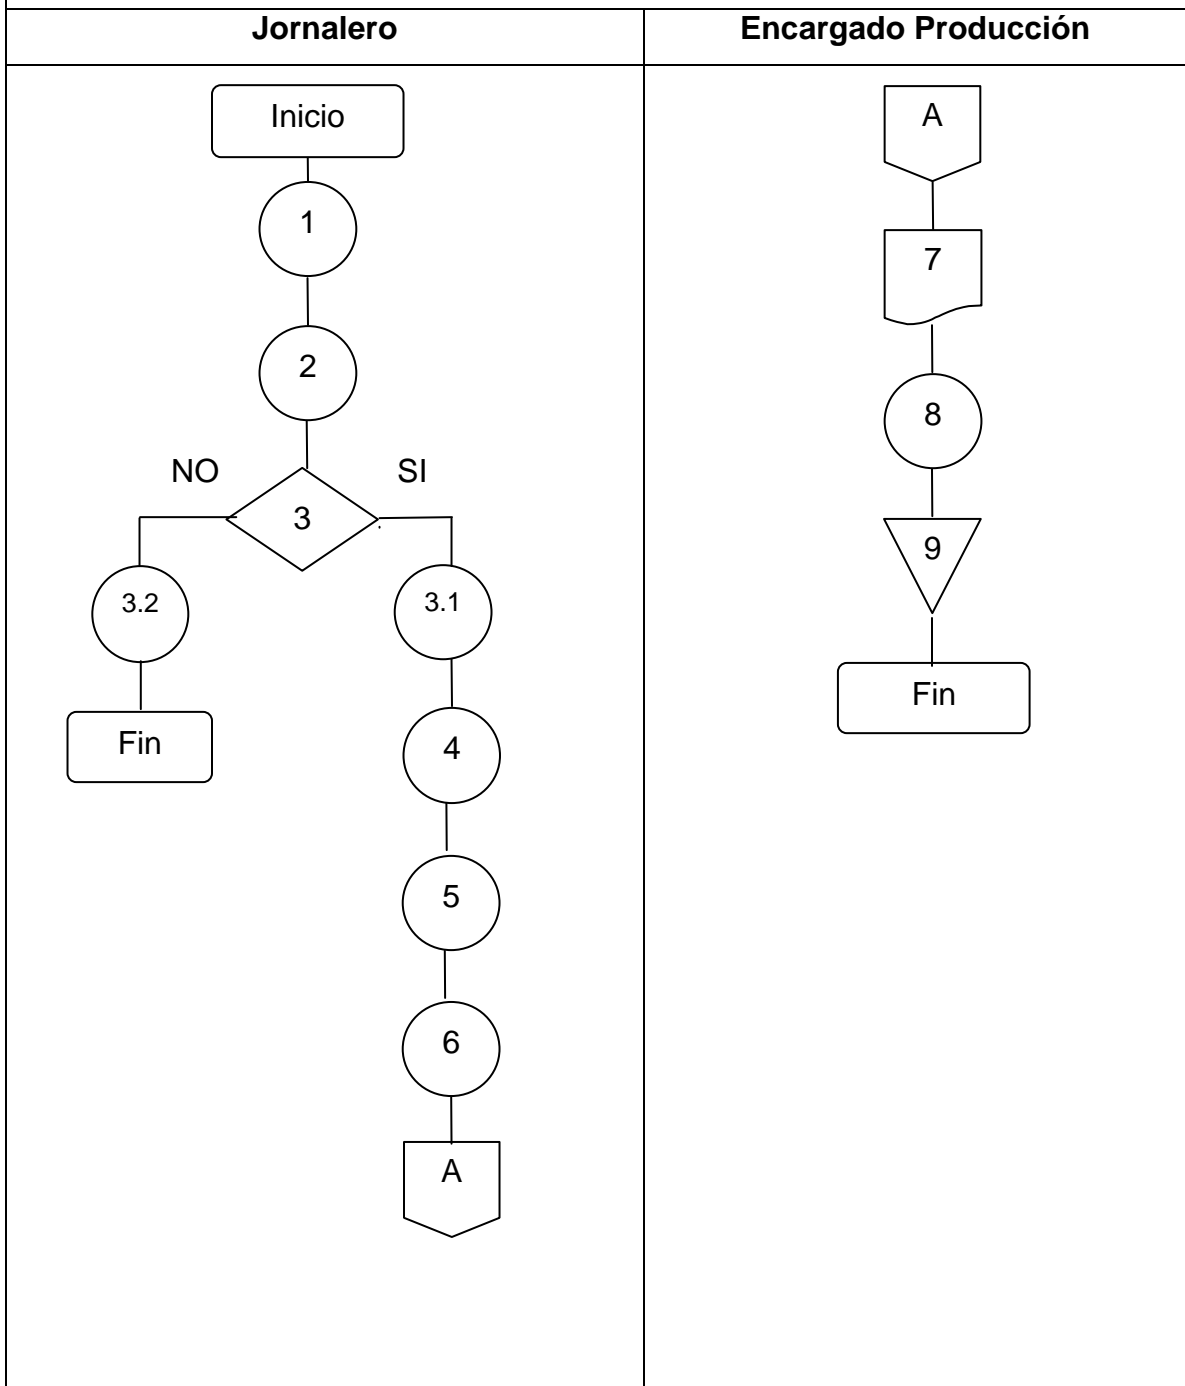 Jornalero
Encargado Producción
Inicio
1
2
NO
SI
3
3.2
3.1
Fin
4
5
6
A
A
7
8
9
Fin